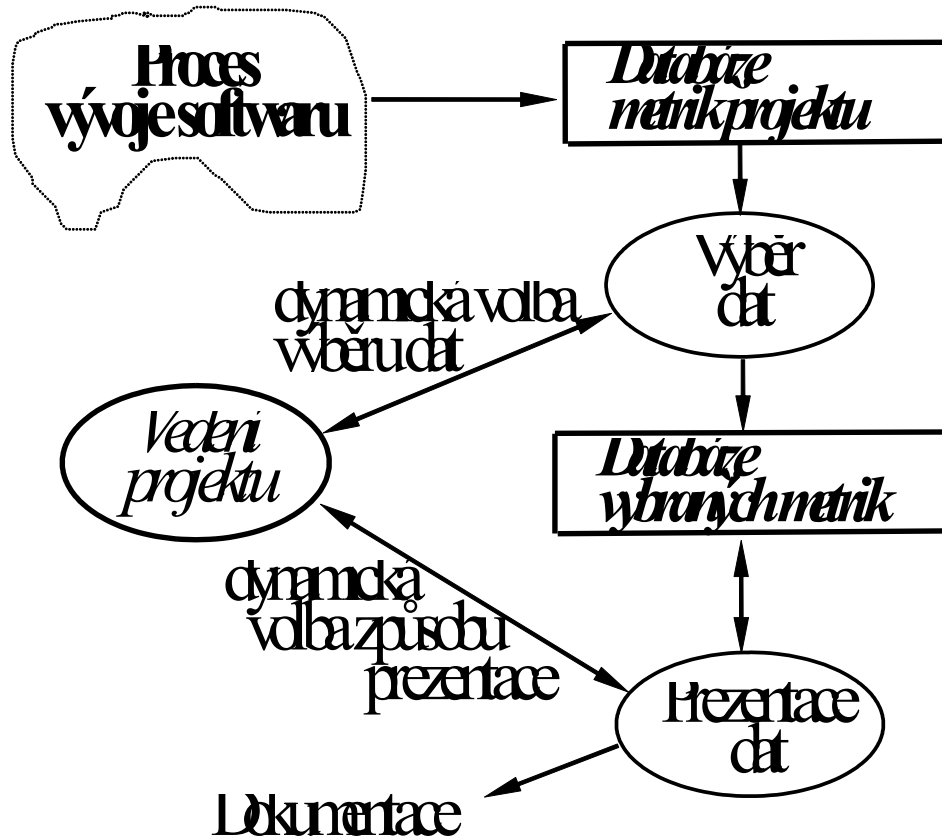 Proces
vývoje softwaru
Databáze
metrik projektu
Výběr
dat
dynamická volba
výběru dat
Vedení
projektu
Databáze
vybraných metrik
dynamická
volba způsobu
prezentace
Prezentace
dat
Dokumentace